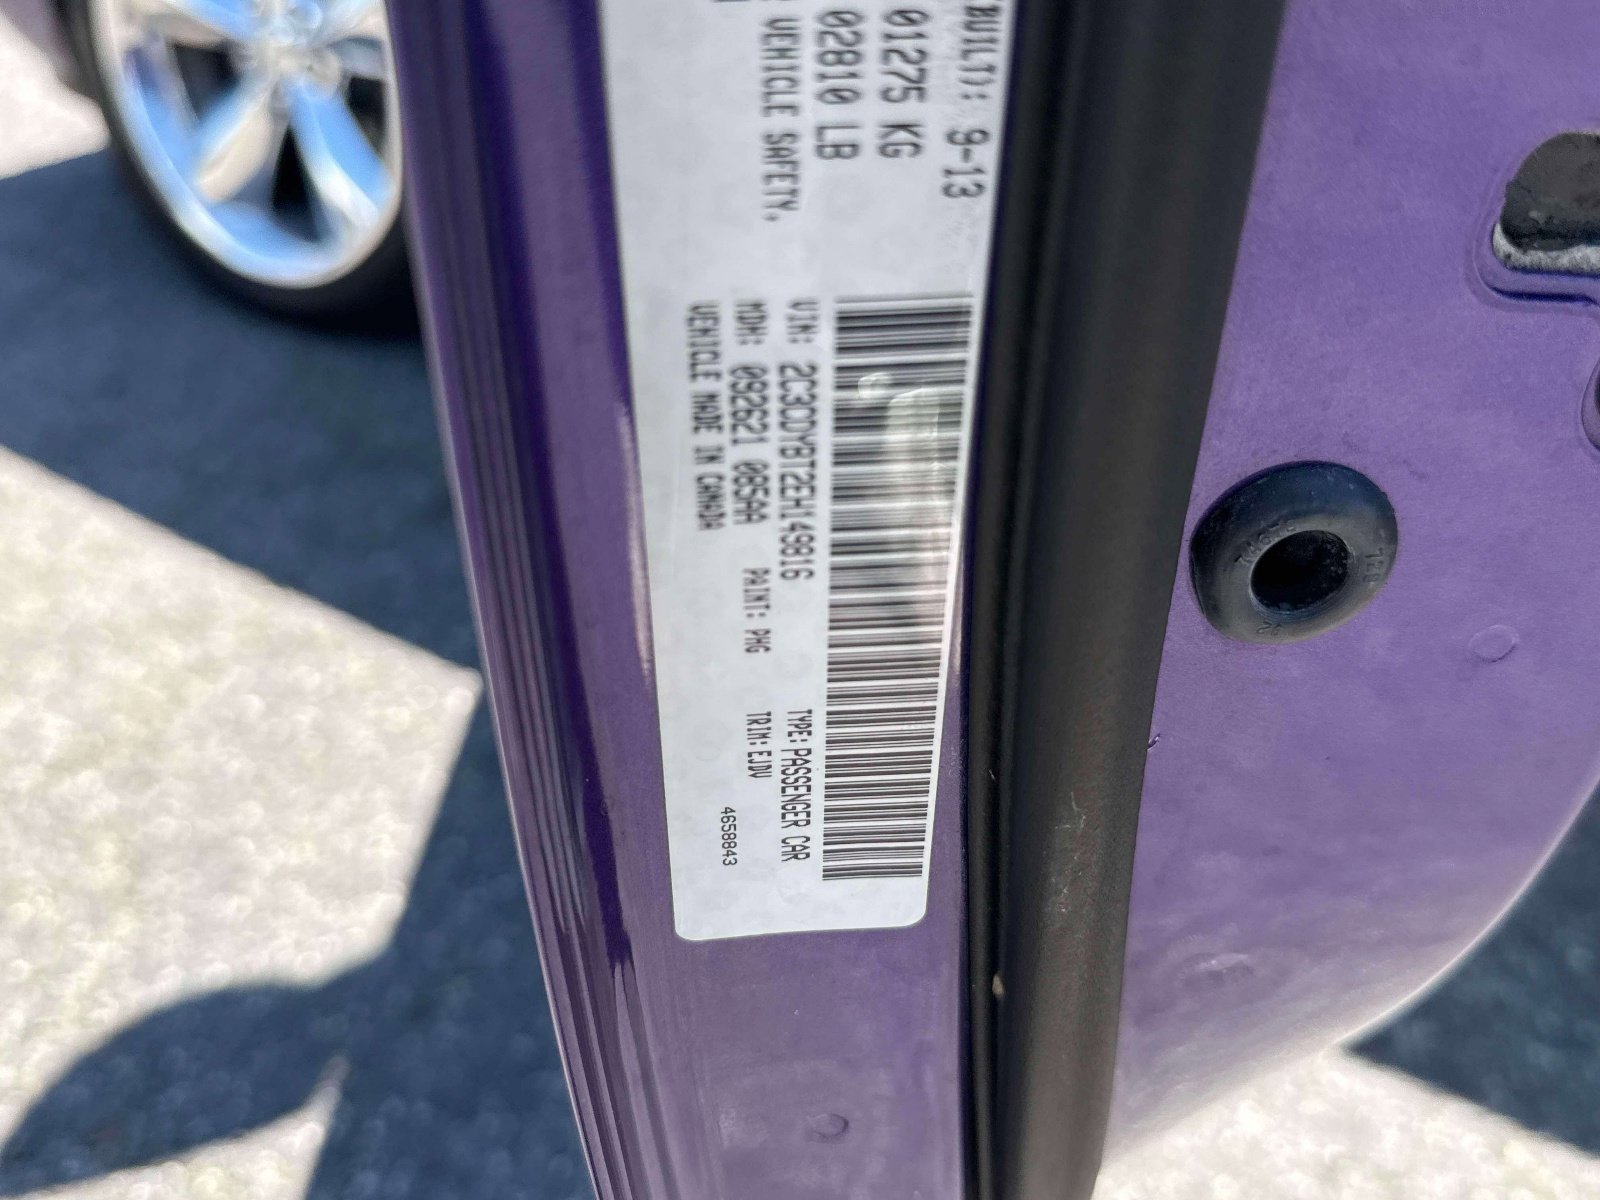 BUILT): 9-13
01275 KG
02810 LB
VEHICLE SAFETY,
VIN: 2C3CDYBT2EH149816 TYPE: PASSENGER CAR
MDH: 092621 085AA PAINT: PHG TRIM: EJDV
VEHICLE MADE IN CANADA
4658843